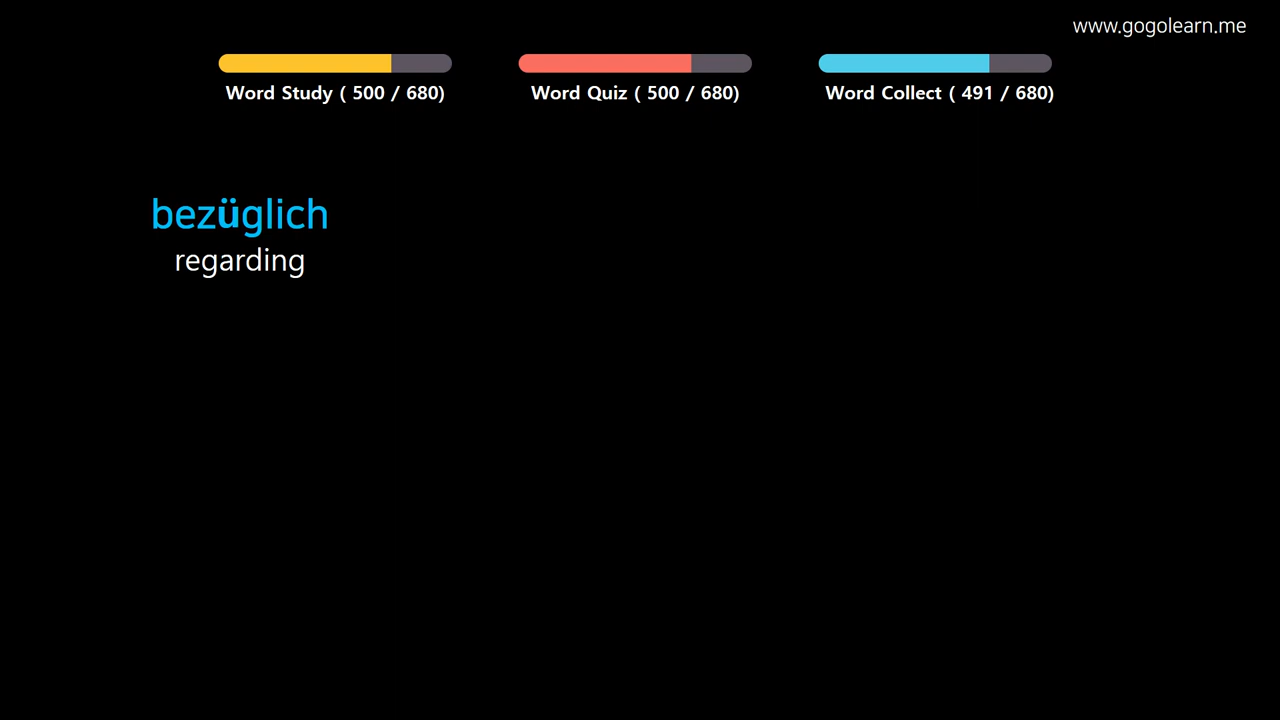 www.gogolearn.me
Word Study ( 500 / 680)
Word Quiz ( 500 / 680)
Word Collect ( 491 / 680)
bezüglich
regarding